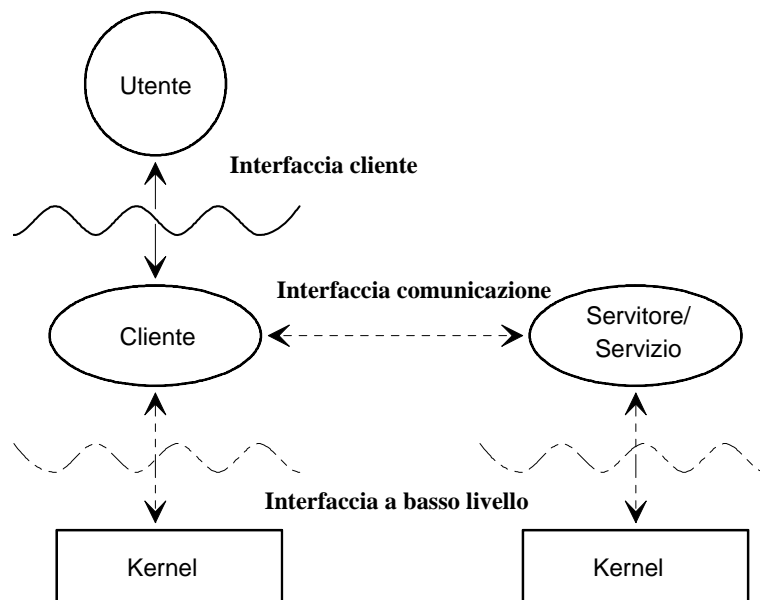 Utente
Interfaccia cliente
Interfaccia comunicazione
Cliente
Servitore/
Servizio
Interfaccia a basso livello
Kernel
Kernel